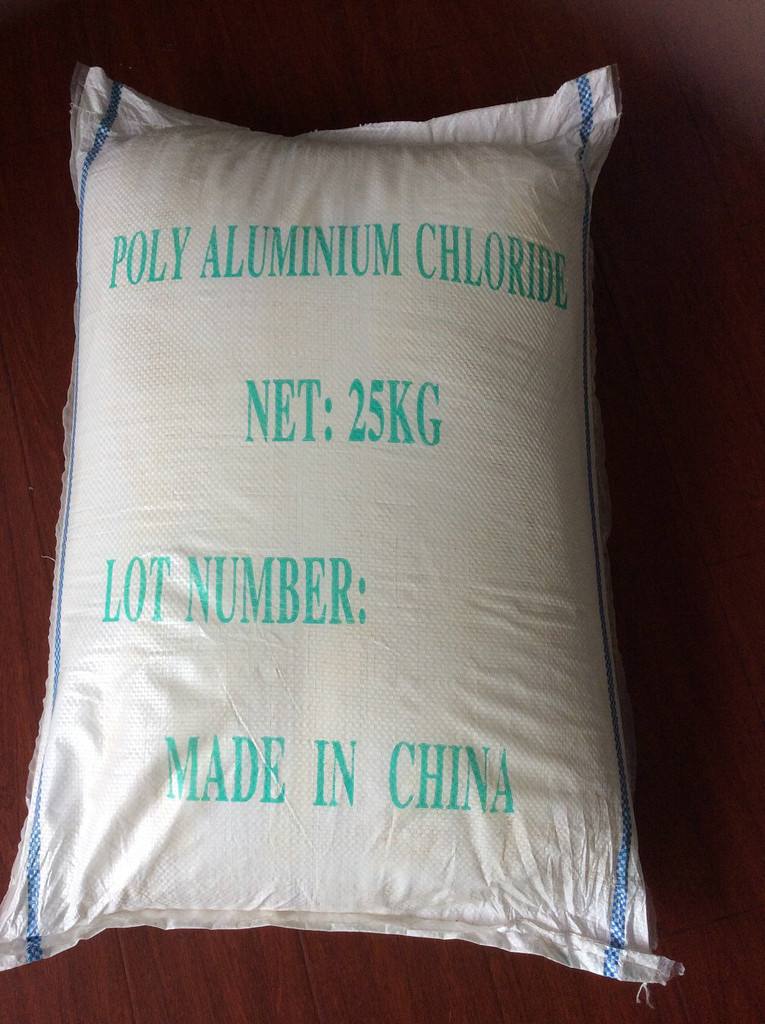 POLY ALUMINIUM CHLORIDE
NET: 25KG
LOT NUMBER:
MADE IN CHINA